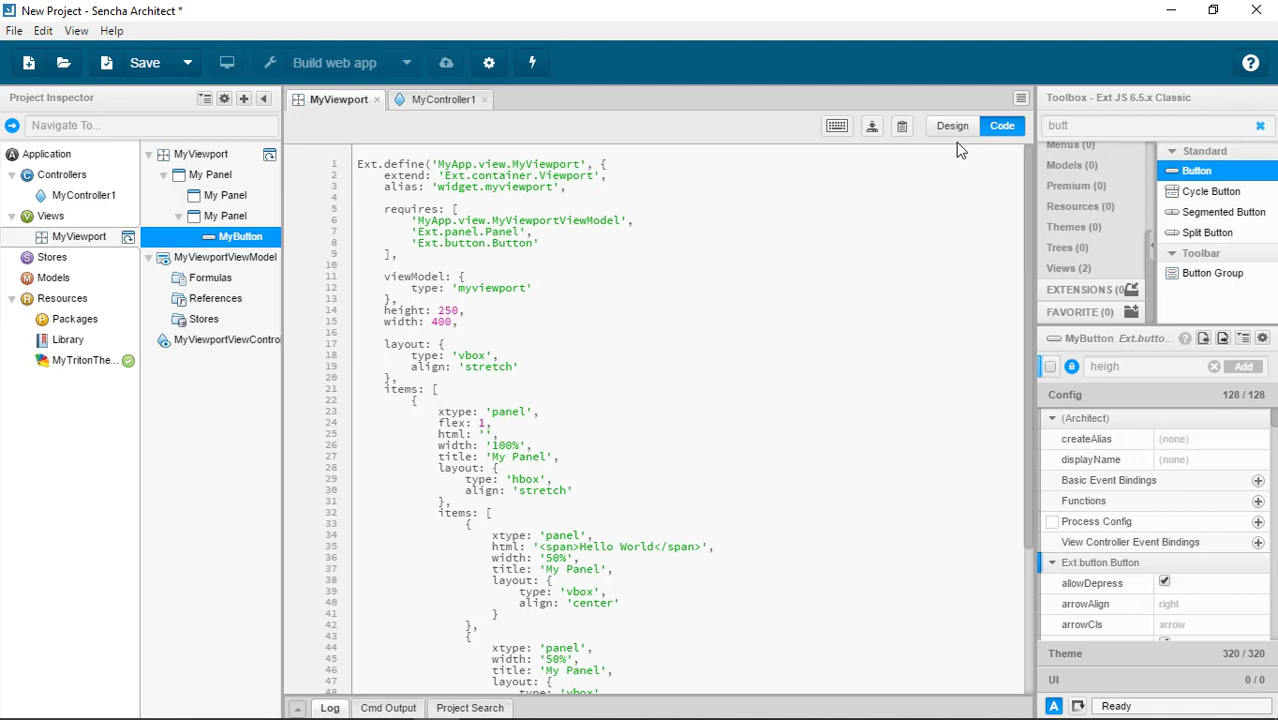 New Project - Sencha Architect *
File Edit View Help
Save Build web app
Project Inspector
Navigate To...
Application
Controllers
MyController1
Views
MyViewport
Stores
Models
Resources
Packages
Library
MyTritonThe...
MyViewport
My Panel
My Panel
My Panel
MyButton
MyViewportViewModel
Formulas
References
Stores
MyViewportViewContro
MyViewport × MyController1 ×
Design Code
1 Ext.define('MyApp.view.MyViewport', {
2 extend: 'Ext.container.Viewport',
3 alias: 'widget.myviewport',
4
5 requires: [
6 'MyApp.view.MyViewportViewModel',
7 'Ext.panel.Panel',
8 'Ext.button.Button'
9 ],
10
11 viewModel: {
12 type: 'myviewport'
13 },
14 height: 250,
15 width: 400,
16
17 layout: {
18 type: 'vbox',
19 align: 'stretch'
20 },
21 items: [
22 {
23 xtype: 'panel',
24 flex: 1,
25 html: '',
26 width: '100%',
27 title: 'My Panel',
28 layout: {
29 type: 'hbox',
30 align: 'stretch'
31 },
32 items: [
33 {
34 xtype: 'panel',
35 html: '<span>Hello World</span>',
36 width: '50%',
37 title: 'My Panel',
38 layout: {
39 type: 'vbox',
40 align: 'center'
41 }
42 },
43 {
44 xtype: 'panel',
45 width: '50%',
46 title: 'My Panel',
47 layout: {
48 type: 'vbox',
Log Cmd Output Project Search
Toolbox - Ext JS 6.5.x Classic
butt
Menus (0)
Models (0)
Premium (0)
Resources (0)
Themes (0)
Trees (0)
Views (2)
EXTENSIONS (0)
FAVORITE (0)
Standard
Button
Cycle Button
Segmented Button
Split Button
Toolbar
Button Group
MyButton Ext.butto...
heigh Add
Config 128 / 128
(Architect)
createAlias (none)
displayName (none)
Basic Event Bindings
Functions
Process Config
View Controller Event Bindings
Ext.button.Button
allowDepress
arrowAlign right
arrowCls arrow
Theme 320 / 320
UI 0 / 0
Ready